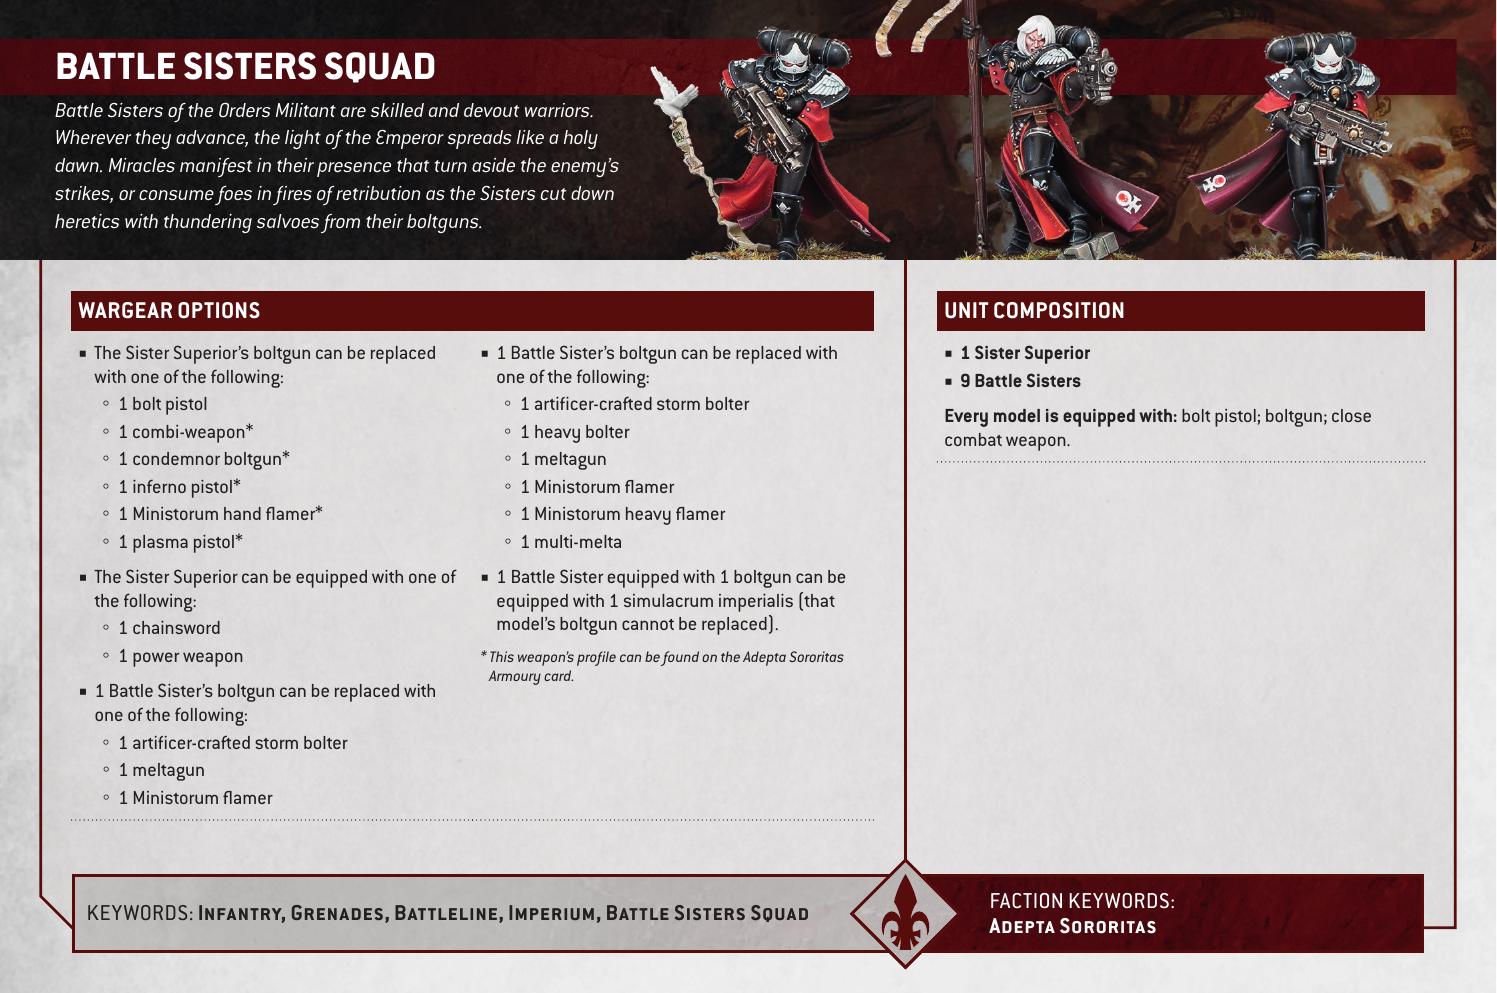 BATTLE SISTERS SQUAD
Battle Sisters of the Orders Militant are skilled and devout warriors.
Wherever they advance, the light of the Emperor spreads like a holy
dawn. Miracles manifest in their presence that turn aside the enemy’s
strikes, or consume foes in fires of retribution as the Sisters cut down
heretics with thundering salvoes from their boltguns.
WARGEAR OPTIONS
■ The Sister Superior’s boltgun can be replaced
with one of the following:
◦ 1 bolt pistol
◦ 1 combi-weapon*
◦ 1 condemnor boltgun*
◦ 1 inferno pistol*
◦ 1 Ministorum hand flamer*
◦ 1 plasma pistol*
■ The Sister Superior can be equipped with one of
the following:
◦ 1 chainsword
◦ 1 power weapon
■ 1 Battle Sister’s boltgun can be replaced with
one of the following:
◦ 1 artificer-crafted storm bolter
◦ 1 meltagun
◦ 1 Ministorum flamer
■ 1 Battle Sister’s boltgun can be replaced with
one of the following:
◦ 1 artificer-crafted storm bolter
◦ 1 heavy bolter
◦ 1 meltagun
◦ 1 Ministorum flamer
◦ 1 Ministorum heavy flamer
◦ 1 multi-melta
■ 1 Battle Sister equipped with 1 boltgun can be
equipped with 1 simulacrum imperialis (that
model’s boltgun cannot be replaced).
* This weapon’s profile can be found on the Adepta Sororitas
Armoury card.
UNIT COMPOSITION
■ 1 Sister Superior
■ 9 Battle Sisters
Every model is equipped with: bolt pistol; boltgun; close
combat weapon.
KEYWORDS: Infantry, Grenades, Battleline, Imperium, Battle Sisters Squad
FACTION KEYWORDS:
Adepta Sororitas